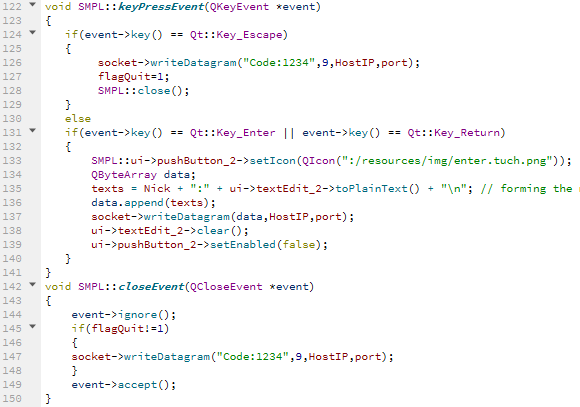 122 void SMPL::keyPressEvent(QKeyEvent *event)
123 {
124 if(event->key() == Qt::Key_Escape)
125 {
126 socket->writeDatagram("Code:1234",9,HostIP,port);
127 flagQuit=1;
128 SMPL::close();
129 }
130 else
131 if(event->key() == Qt::Key_Enter || event->key() == Qt::Key_Return)
132 {
133 SMPL::ui->pushButton_2->setIcon(QIcon(":/resources/img/enter.tuch.png"));
134 QByteArray data;
135 texts = Nick + ":" + ui->textEdit_2->toPlainText() + "\n"; // forming the
136 data.append(texts);
137 socket->writeDatagram(data,HostIP,port);
138 ui->textEdit_2->clear();
139 ui->pushButton_2->setEnabled(false);
140 }
141 }
142 void SMPL::closeEvent(QCloseEvent *event)
143 {
144 event->ignore();
145 if(flagQuit!=1)
146 {
147 socket->writeDatagram("Code:1234",9,HostIP,port);
148 }
149 event->accept();
150 }